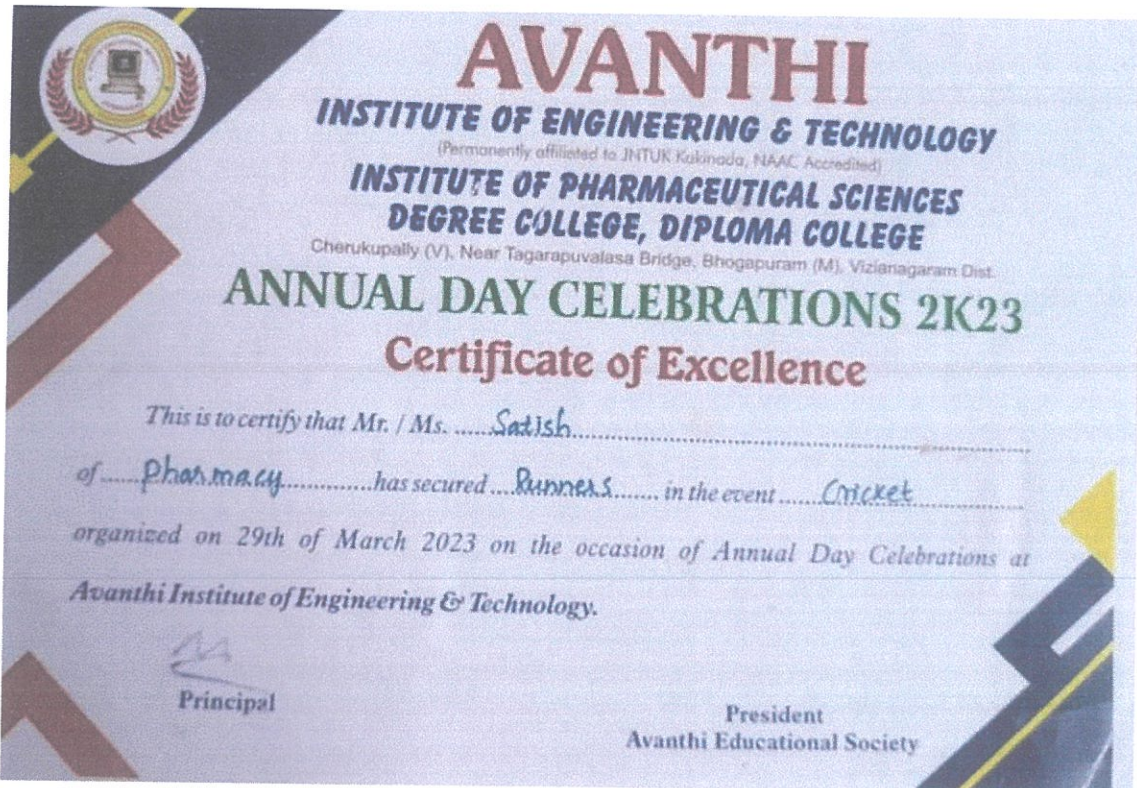 AVANTHI
INSTITUTE OF ENGINEERING & TECHNOLOGY
(Permanently affiliated to JNTUK Kakinada, NAAC Accredited)
INSTITUTE OF PHARMACEUTICAL SCIENCES
DEGREE COLLEGE, DIPLOMA COLLEGE
Cherukupally (V), Near Tagarapuvalasa Bridge, Bhogapuram (M), Vizianagaram Dist.
ANNUAL DAY CELEBRATIONS 2K23
Certificate of Excellence
This is to certify that Mr. / Ms. ...... Satish ......
of ...... Pharmacy ...... has secured .... Runners ....... in the event ...... Cricket ......
organized on 29th of March 2023 on the occasion of Annual Day Celebrations at
Avanthi Institute of Engineering & Technology.
Principal
President
Avanthi Educational Society